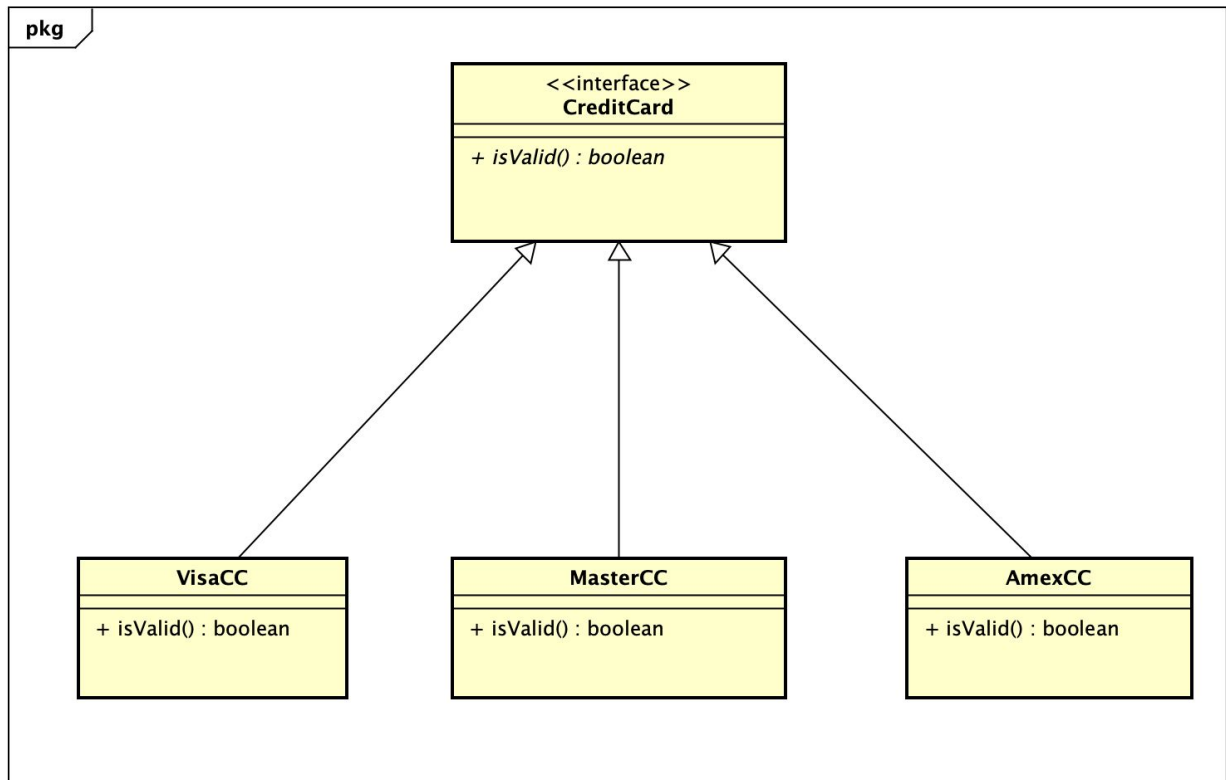 pkg
<<interface>>
CreditCard
+ isValid() : boolean
VisaCC
+ isValid() : boolean
MasterCC
+ isValid() : boolean
AmexCC
+ isValid() : boolean